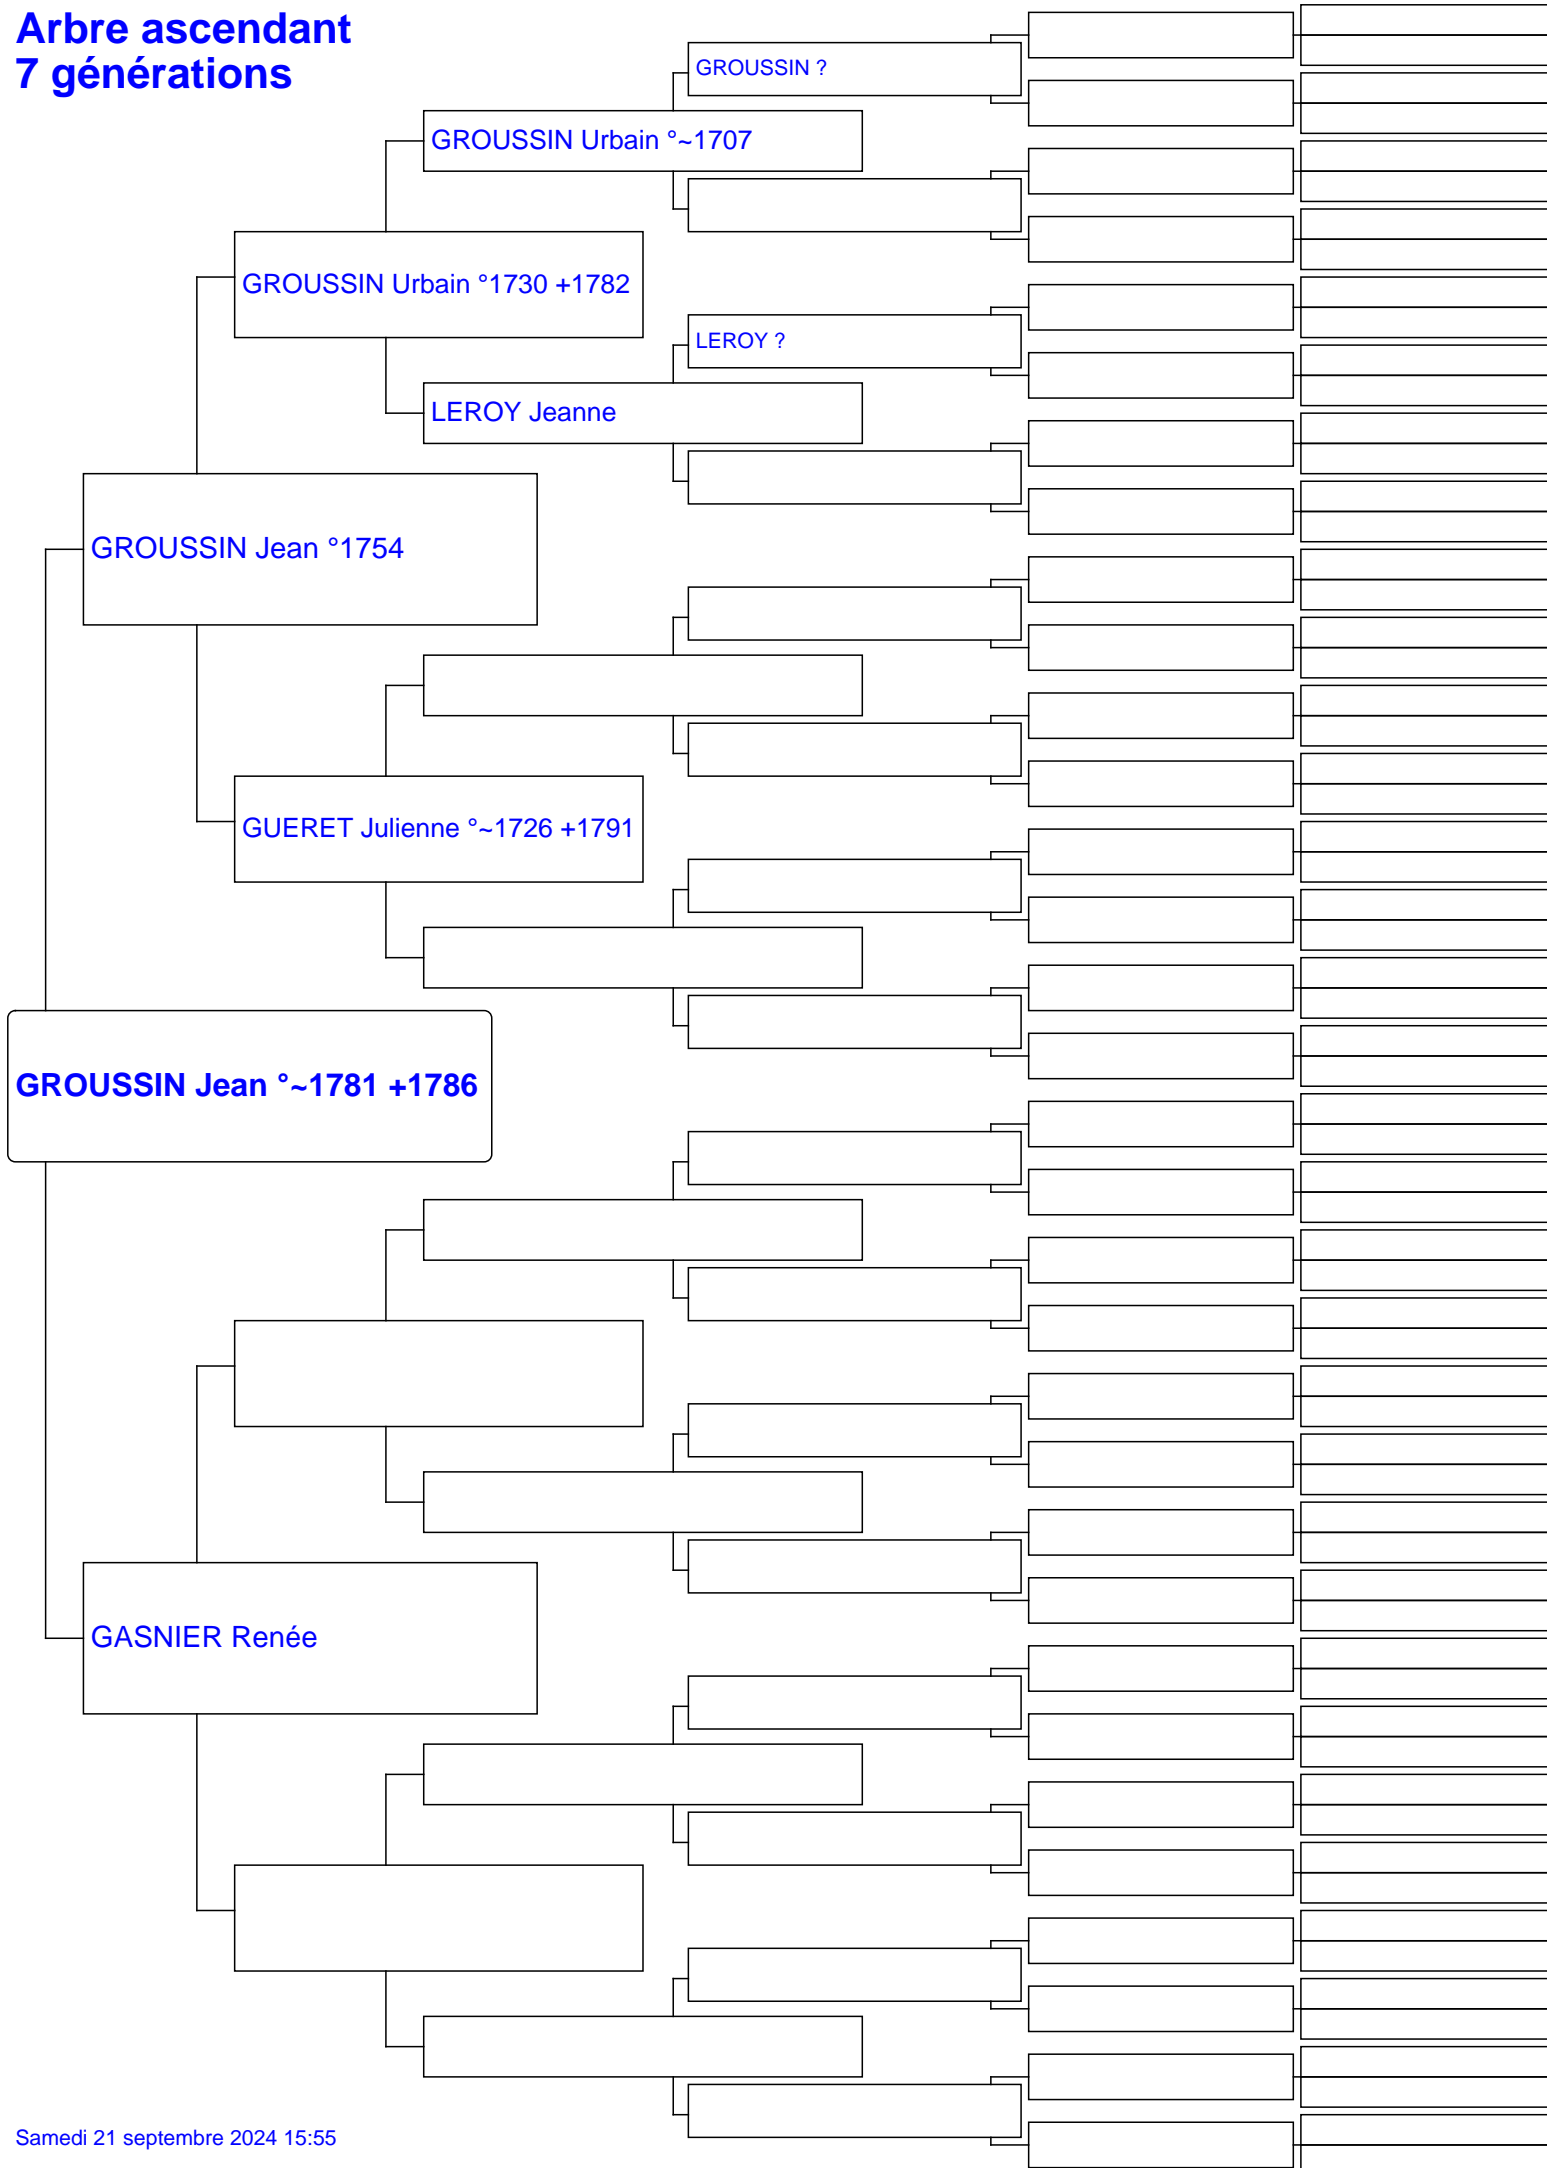 Arbre ascendant
7 générations
GROUSSIN ?
GROUSSIN Urbain °~1707
GROUSSIN Urbain °1730 +1782
LEROY ?
LEROY Jeanne
GROUSSIN Jean °1754
GUERET Julienne °~1726 +1791
GROUSSIN Jean °~1781 +1786
GASNIER Renée
Samedi 21 septembre 2024 15:55